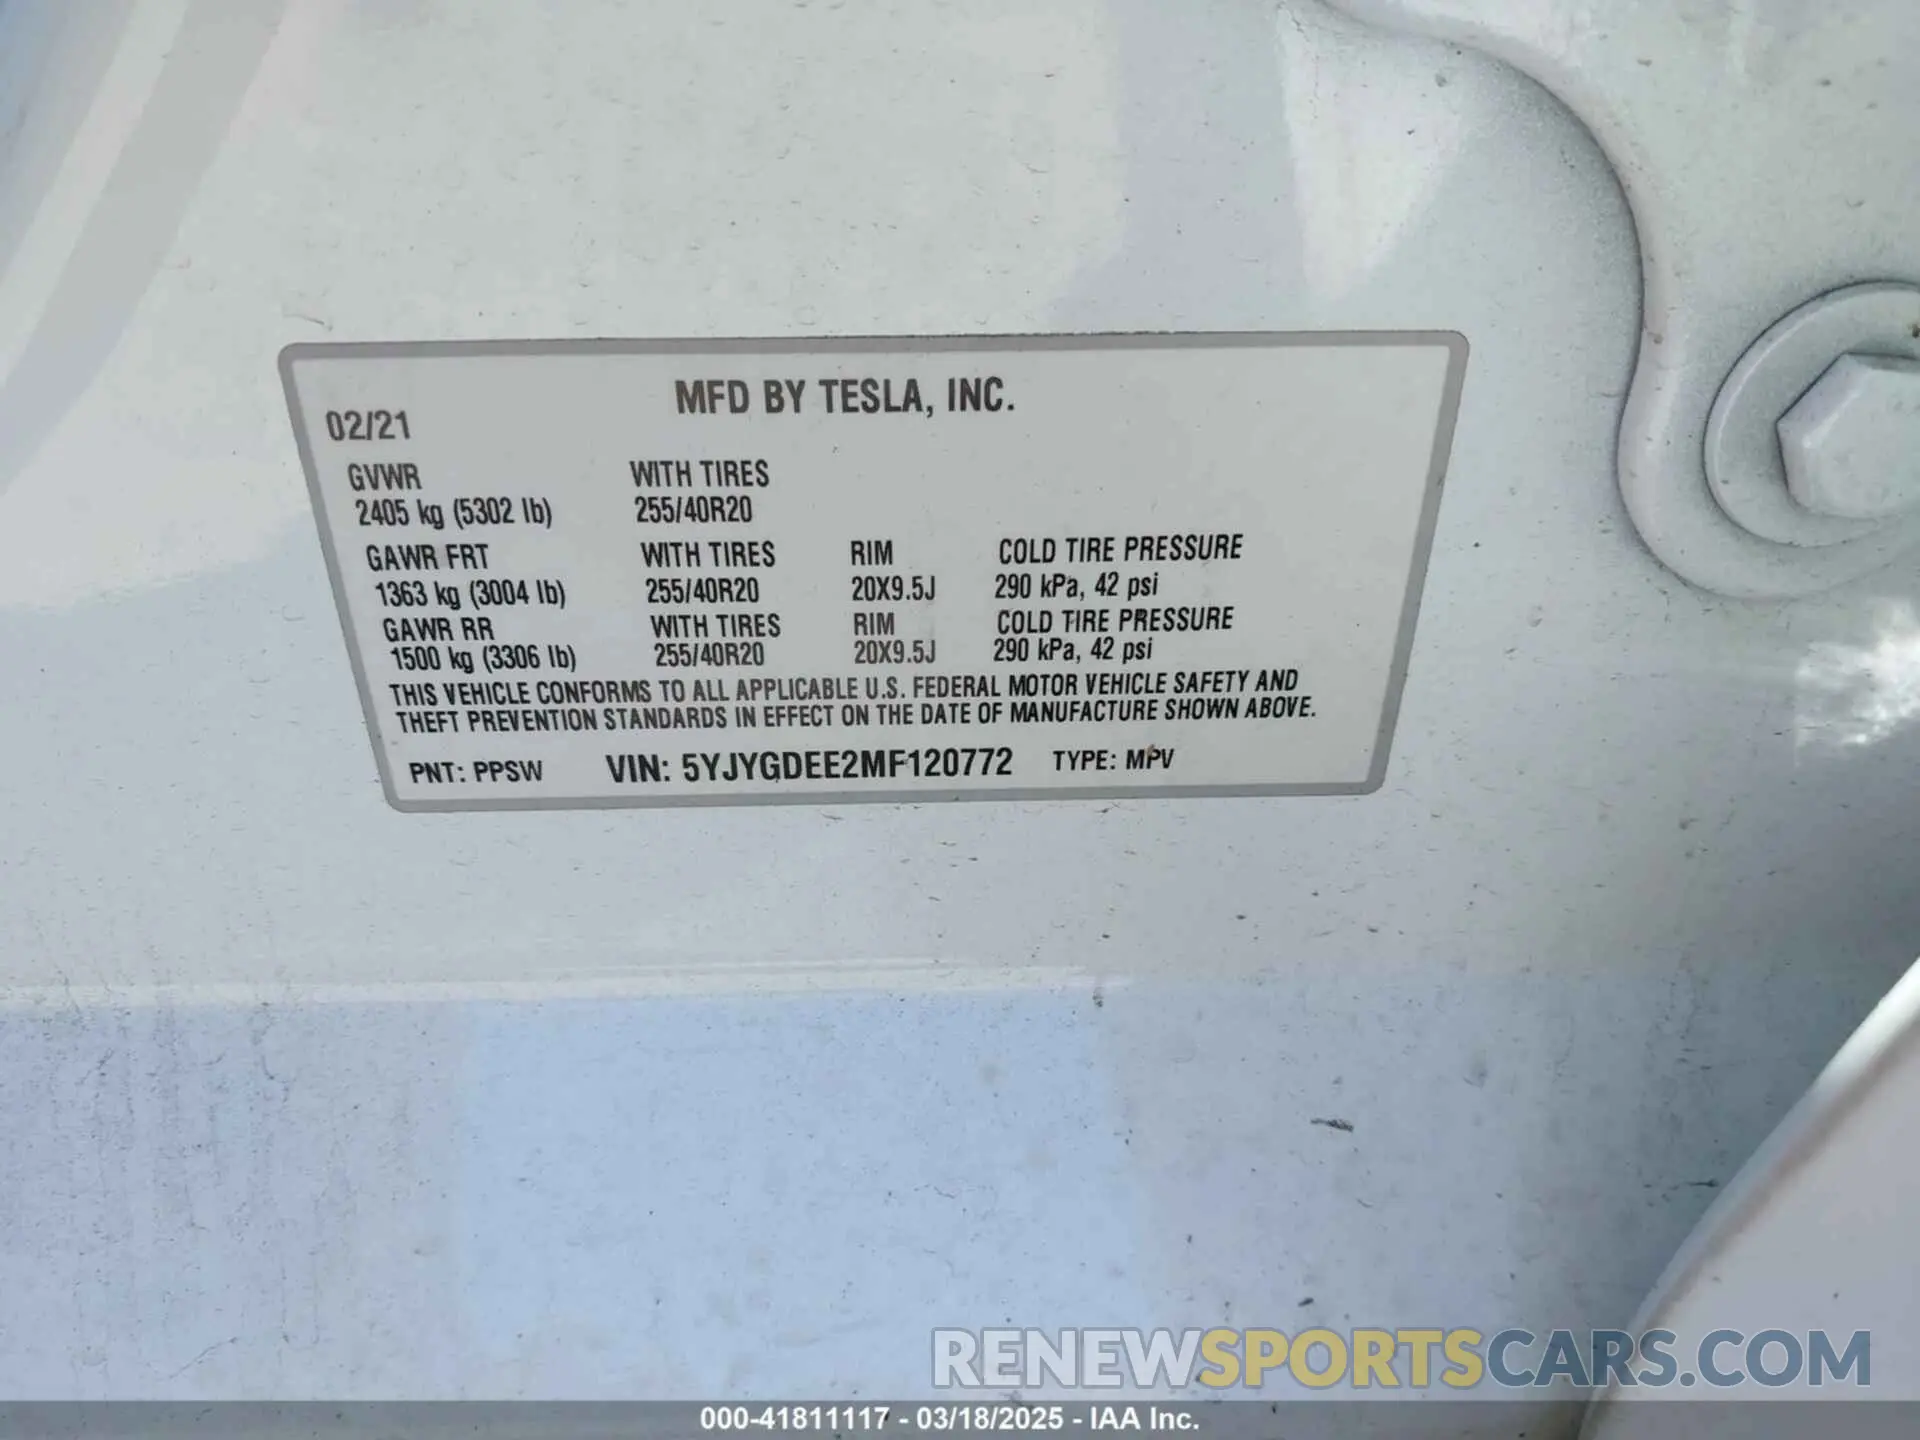 MFD BY TESLA, INC.
02/21
GVWR WITH TIRES
2405 kg (5302 lb) 255/40R20
GAWR FRT WITH TIRES RIM COLD TIRE PRESSURE
1363 kg (3004 lb) 255/40R20 20X9.5J 290 kPa, 42 psi
GAWR RR WITH TIRES RIM COLD TIRE PRESSURE
1500 kg (3306 lb) 255/40R20 20X9.5J 290 kPa, 42 psi
THIS VEHICLE CONFORMS TO ALL APPLICABLE U.S. FEDERAL MOTOR VEHICLE SAFETY AND
THEFT PREVENTION STANDARDS IN EFFECT ON THE DATE OF MANUFACTURE SHOWN ABOVE.
PNT: PPSW VIN: 5YJYGDEE2MF120772 TYPE: MPV
RENEWSPORTSCARS.COM
000-41811117 - 03/18/2025 - IAA Inc.